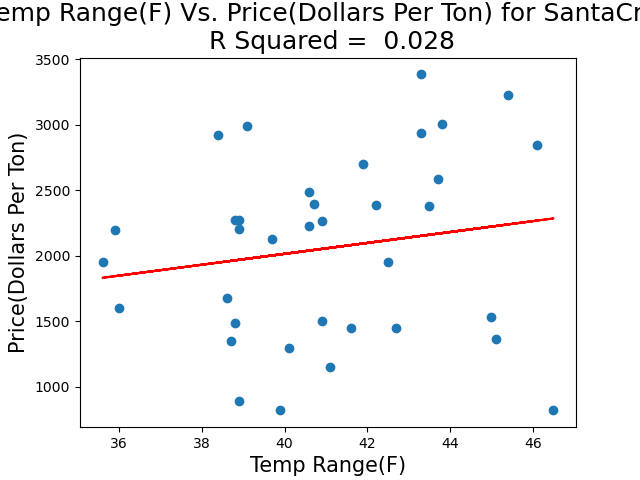 emp Range(F) Vs. Price(Dollars Per Ton) for SantaCr
R Squared =  0.028
3500
3000
2500
2000
1500
1000
Price(Dollars Per Ton)
36 38 40 42 44 46
Temp Range(F)